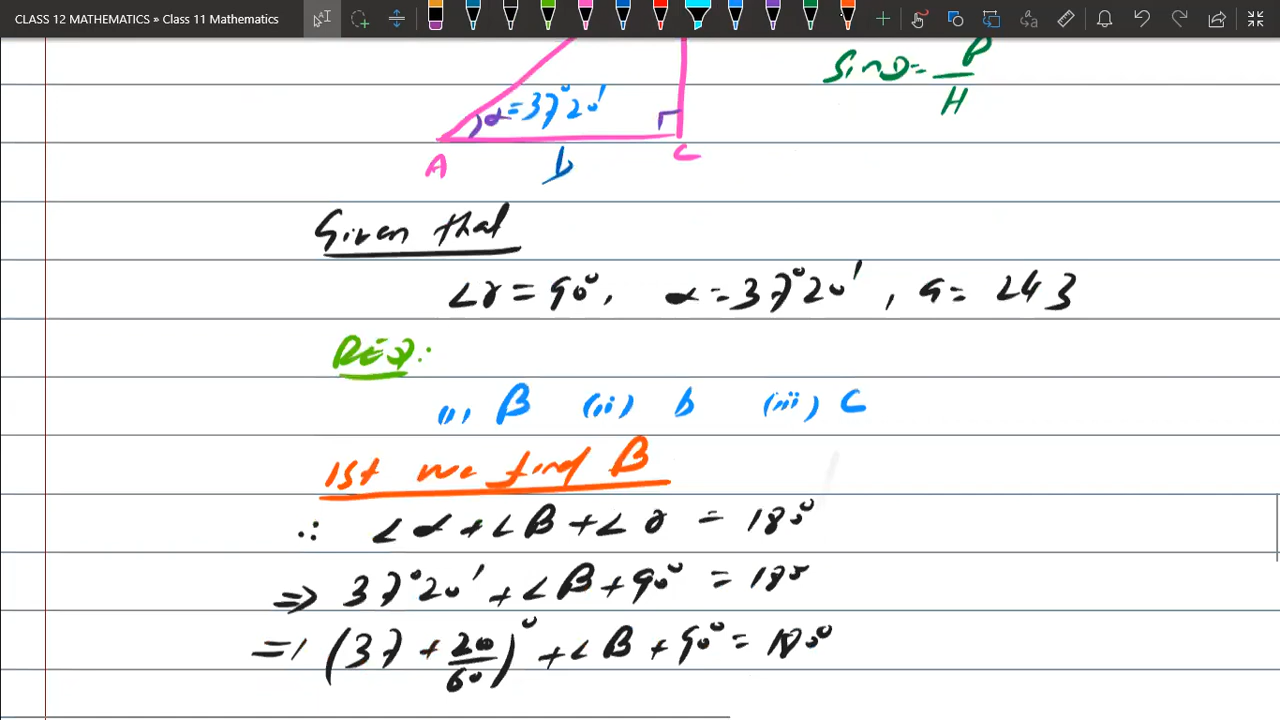 CLASS 12 MATHEMATICS » Class 11 Mathematics
Sinθ = P/H
α=37°20'
A
b
C
Given that
∠γ = 90°, α = 37°20', a = 243
REQ:
(i) β (ii) b (iii) c
1st we find β
∴ ∠α + ∠β + ∠γ = 180°
⇒ 37°20' + ∠β + 90° = 180
⇒ (37 + 20/60)° + ∠β + 90° = 180°